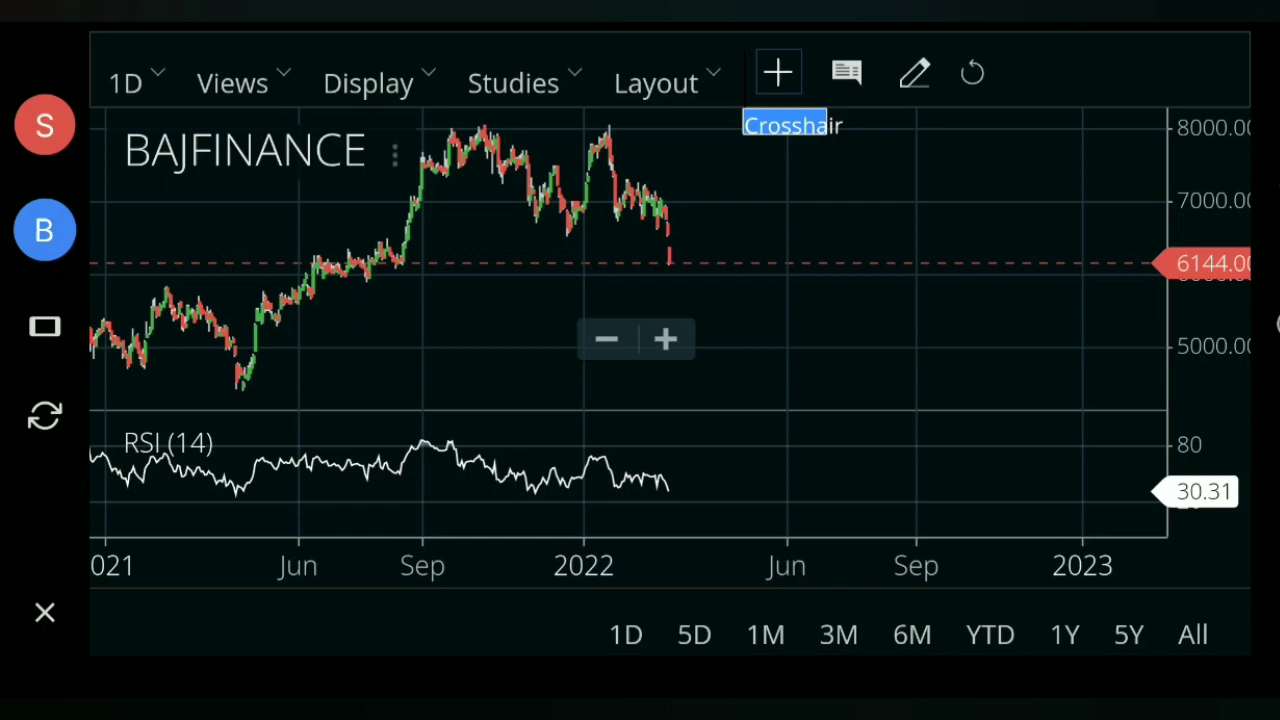 1D Views Display Studies Layout
Crosshair
S
BAJFINANCE
8000.00
7000.00
B
6144.00
5000.00
RSI (14)
80
30.31
021 Jun Sep 2022 Jun Sep 2023
1D 5D 1M 3M 6M YTD 1Y 5Y All